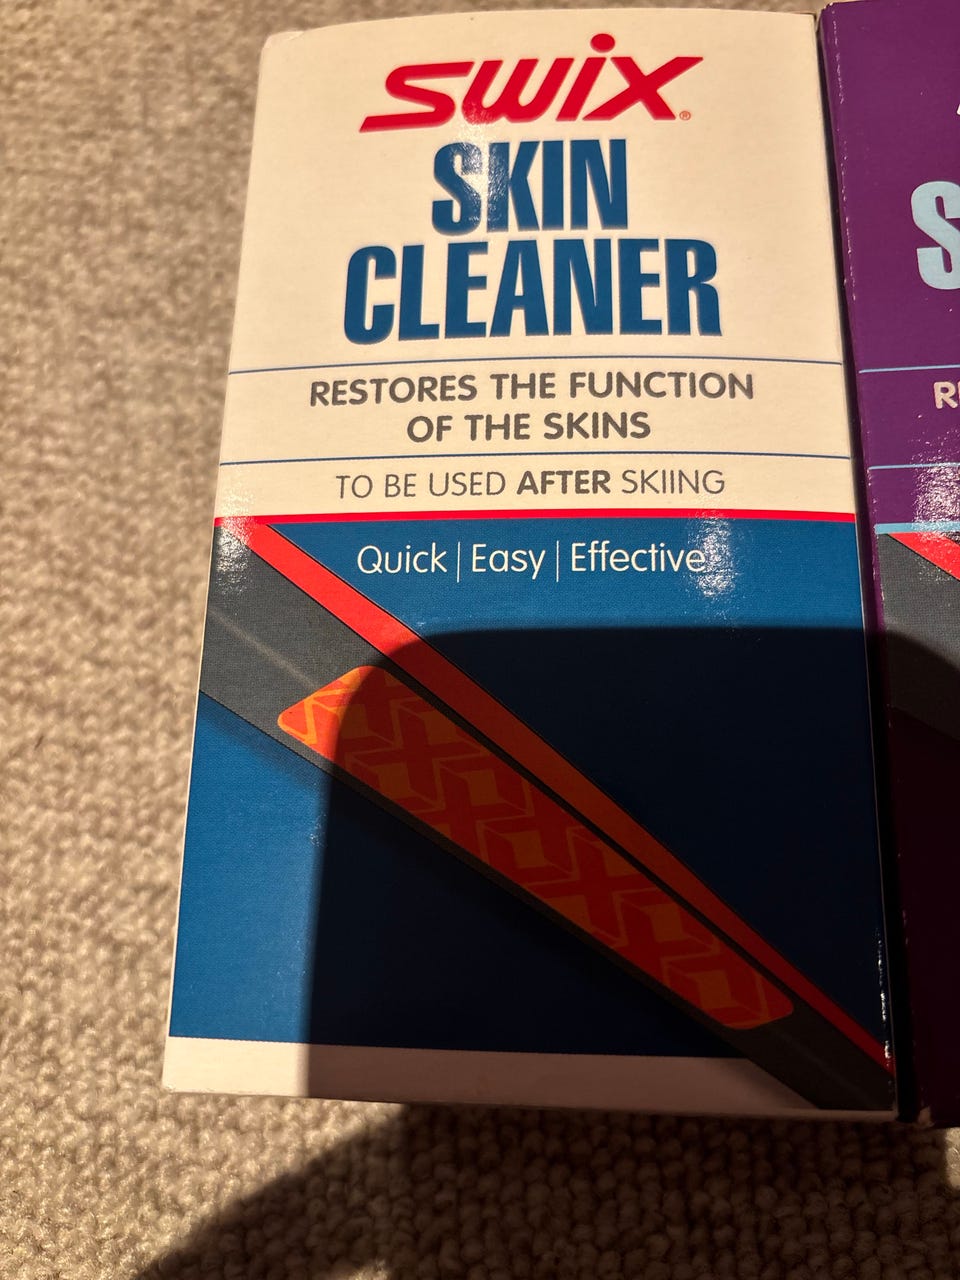 swix®
SKIN
CLEANER
RESTORES THE FUNCTION
OF THE SKINS
TO BE USED AFTER SKIING
Quick | Easy | Effective